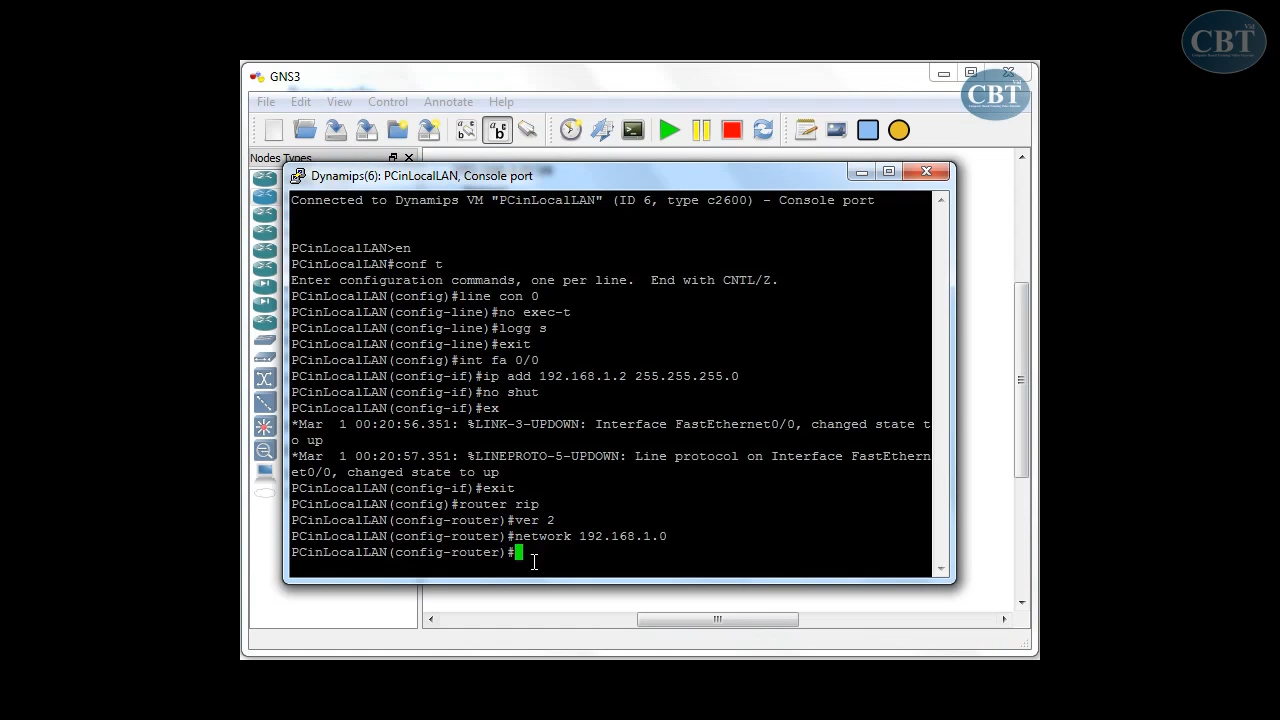 CBT
Vid
GNS3
CBT
Vid
File Edit View Control Annotate Help
Nodes Types
Dynamips(6): PCinLocalLAN, Console port
Connected to Dynamips VM "PCinLocalLAN" (ID 6, type c2600) - Console port
PCinLocalLAN>en
PCinLocalLAN#conf t
Enter configuration commands, one per line.  End with CNTL/Z.
PCinLocalLAN(config)#line con 0
PCinLocalLAN(config-line)#no exec-t
PCinLocalLAN(config-line)#logg s
PCinLocalLAN(config-line)#exit
PCinLocalLAN(config)#int fa 0/0
PCinLocalLAN(config-if)#ip add 192.168.1.2 255.255.255.0
PCinLocalLAN(config-if)#no shut
PCinLocalLAN(config-if)#ex
*Mar  1 00:20:56.351: %LINK-3-UPDOWN: Interface FastEthernet0/0, changed state t
o up
*Mar  1 00:20:57.351: %LINEPROTO-5-UPDOWN: Line protocol on Interface FastEthern
et0/0, changed state to up
PCinLocalLAN(config-if)#exit
PCinLocalLAN(config)#router rip
PCinLocalLAN(config-router)#ver 2
PCinLocalLAN(config-router)#network 192.168.1.0
PCinLocalLAN(config-router)#